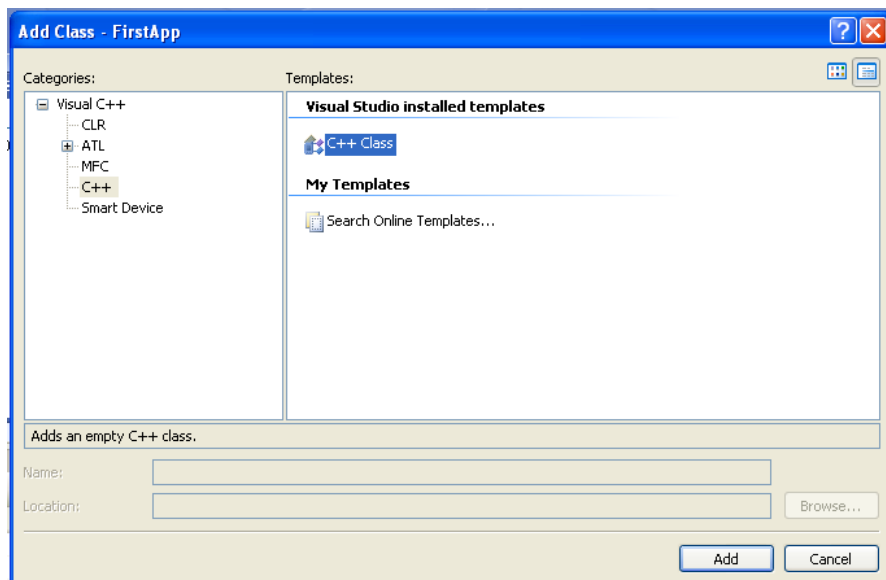 Add Class - FirstApp
Categories:
Templates:
Visual C++
CLR
ATL
MFC
C++
Smart Device
Visual Studio installed templates
C++ Class
My Templates
Search Online Templates...
Adds an empty C++ class.
Name:
Location:
Browse...
Add
Cancel